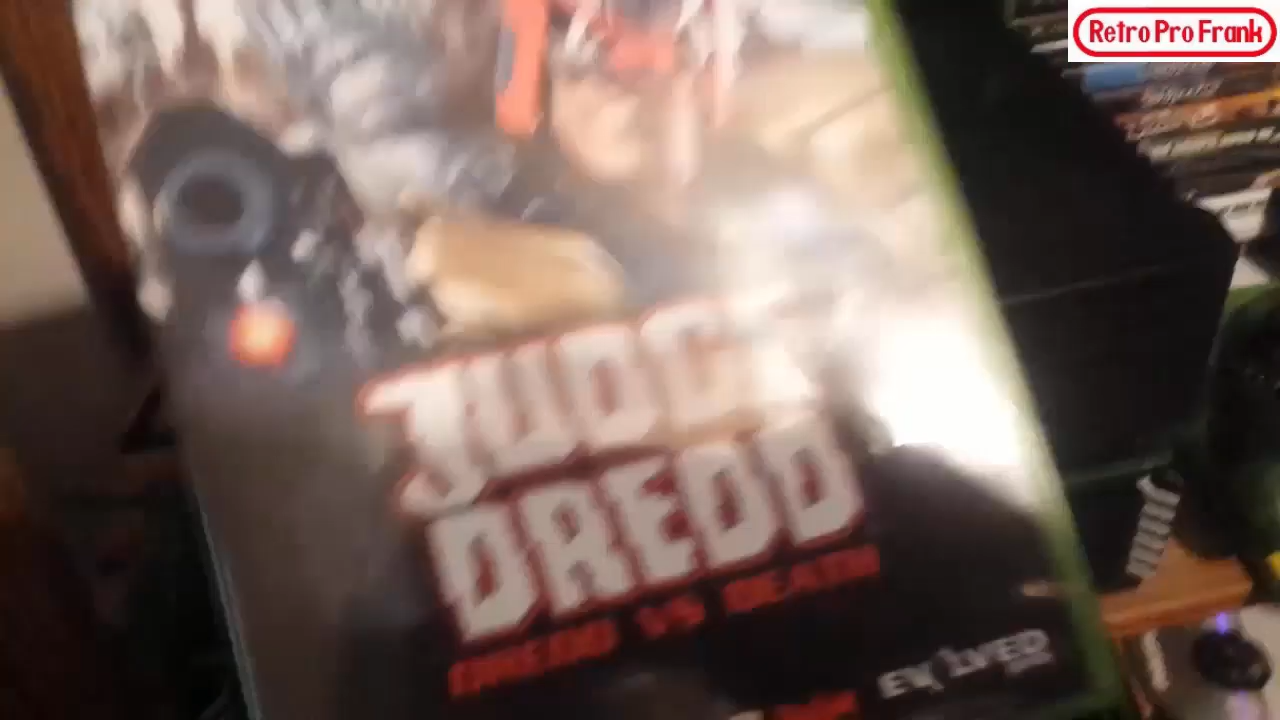 Retro Pro Frank
JUDGE
DREDD
DREDD VS DEATH
EVOLVED